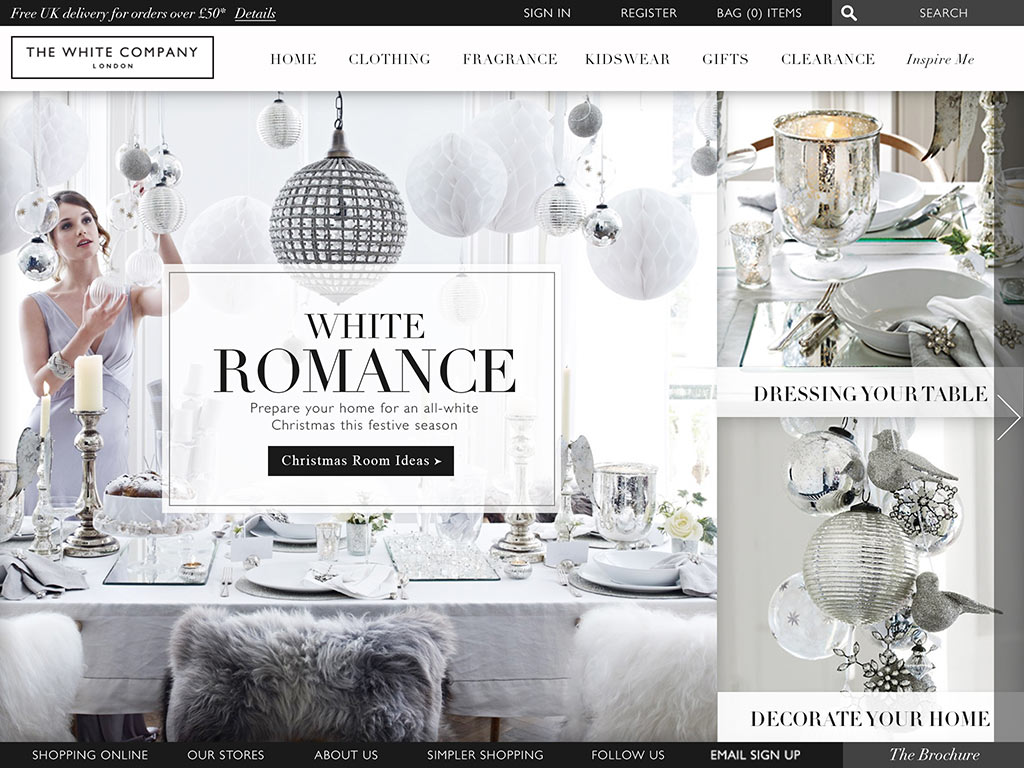 Free UK delivery for orders over £50* Details
SIGN IN
REGISTER
BAG (0) ITEMS
SEARCH
THE WHITE COMPANY
LONDON
HOME
CLOTHING
FRAGRANCE
KIDSWEAR
GIFTS
CLEARANCE
Inspire Me
WHITE
ROMANCE
Prepare your home for an all-white
Christmas this festive season
Christmas Room Ideas ➤
DRESSING YOUR TABLE
DECORATE YOUR HOME
SHOPPING ONLINE
OUR STORES
ABOUT US
SIMPLER SHOPPING
FOLLOW US
EMAIL SIGN UP
The Brochure